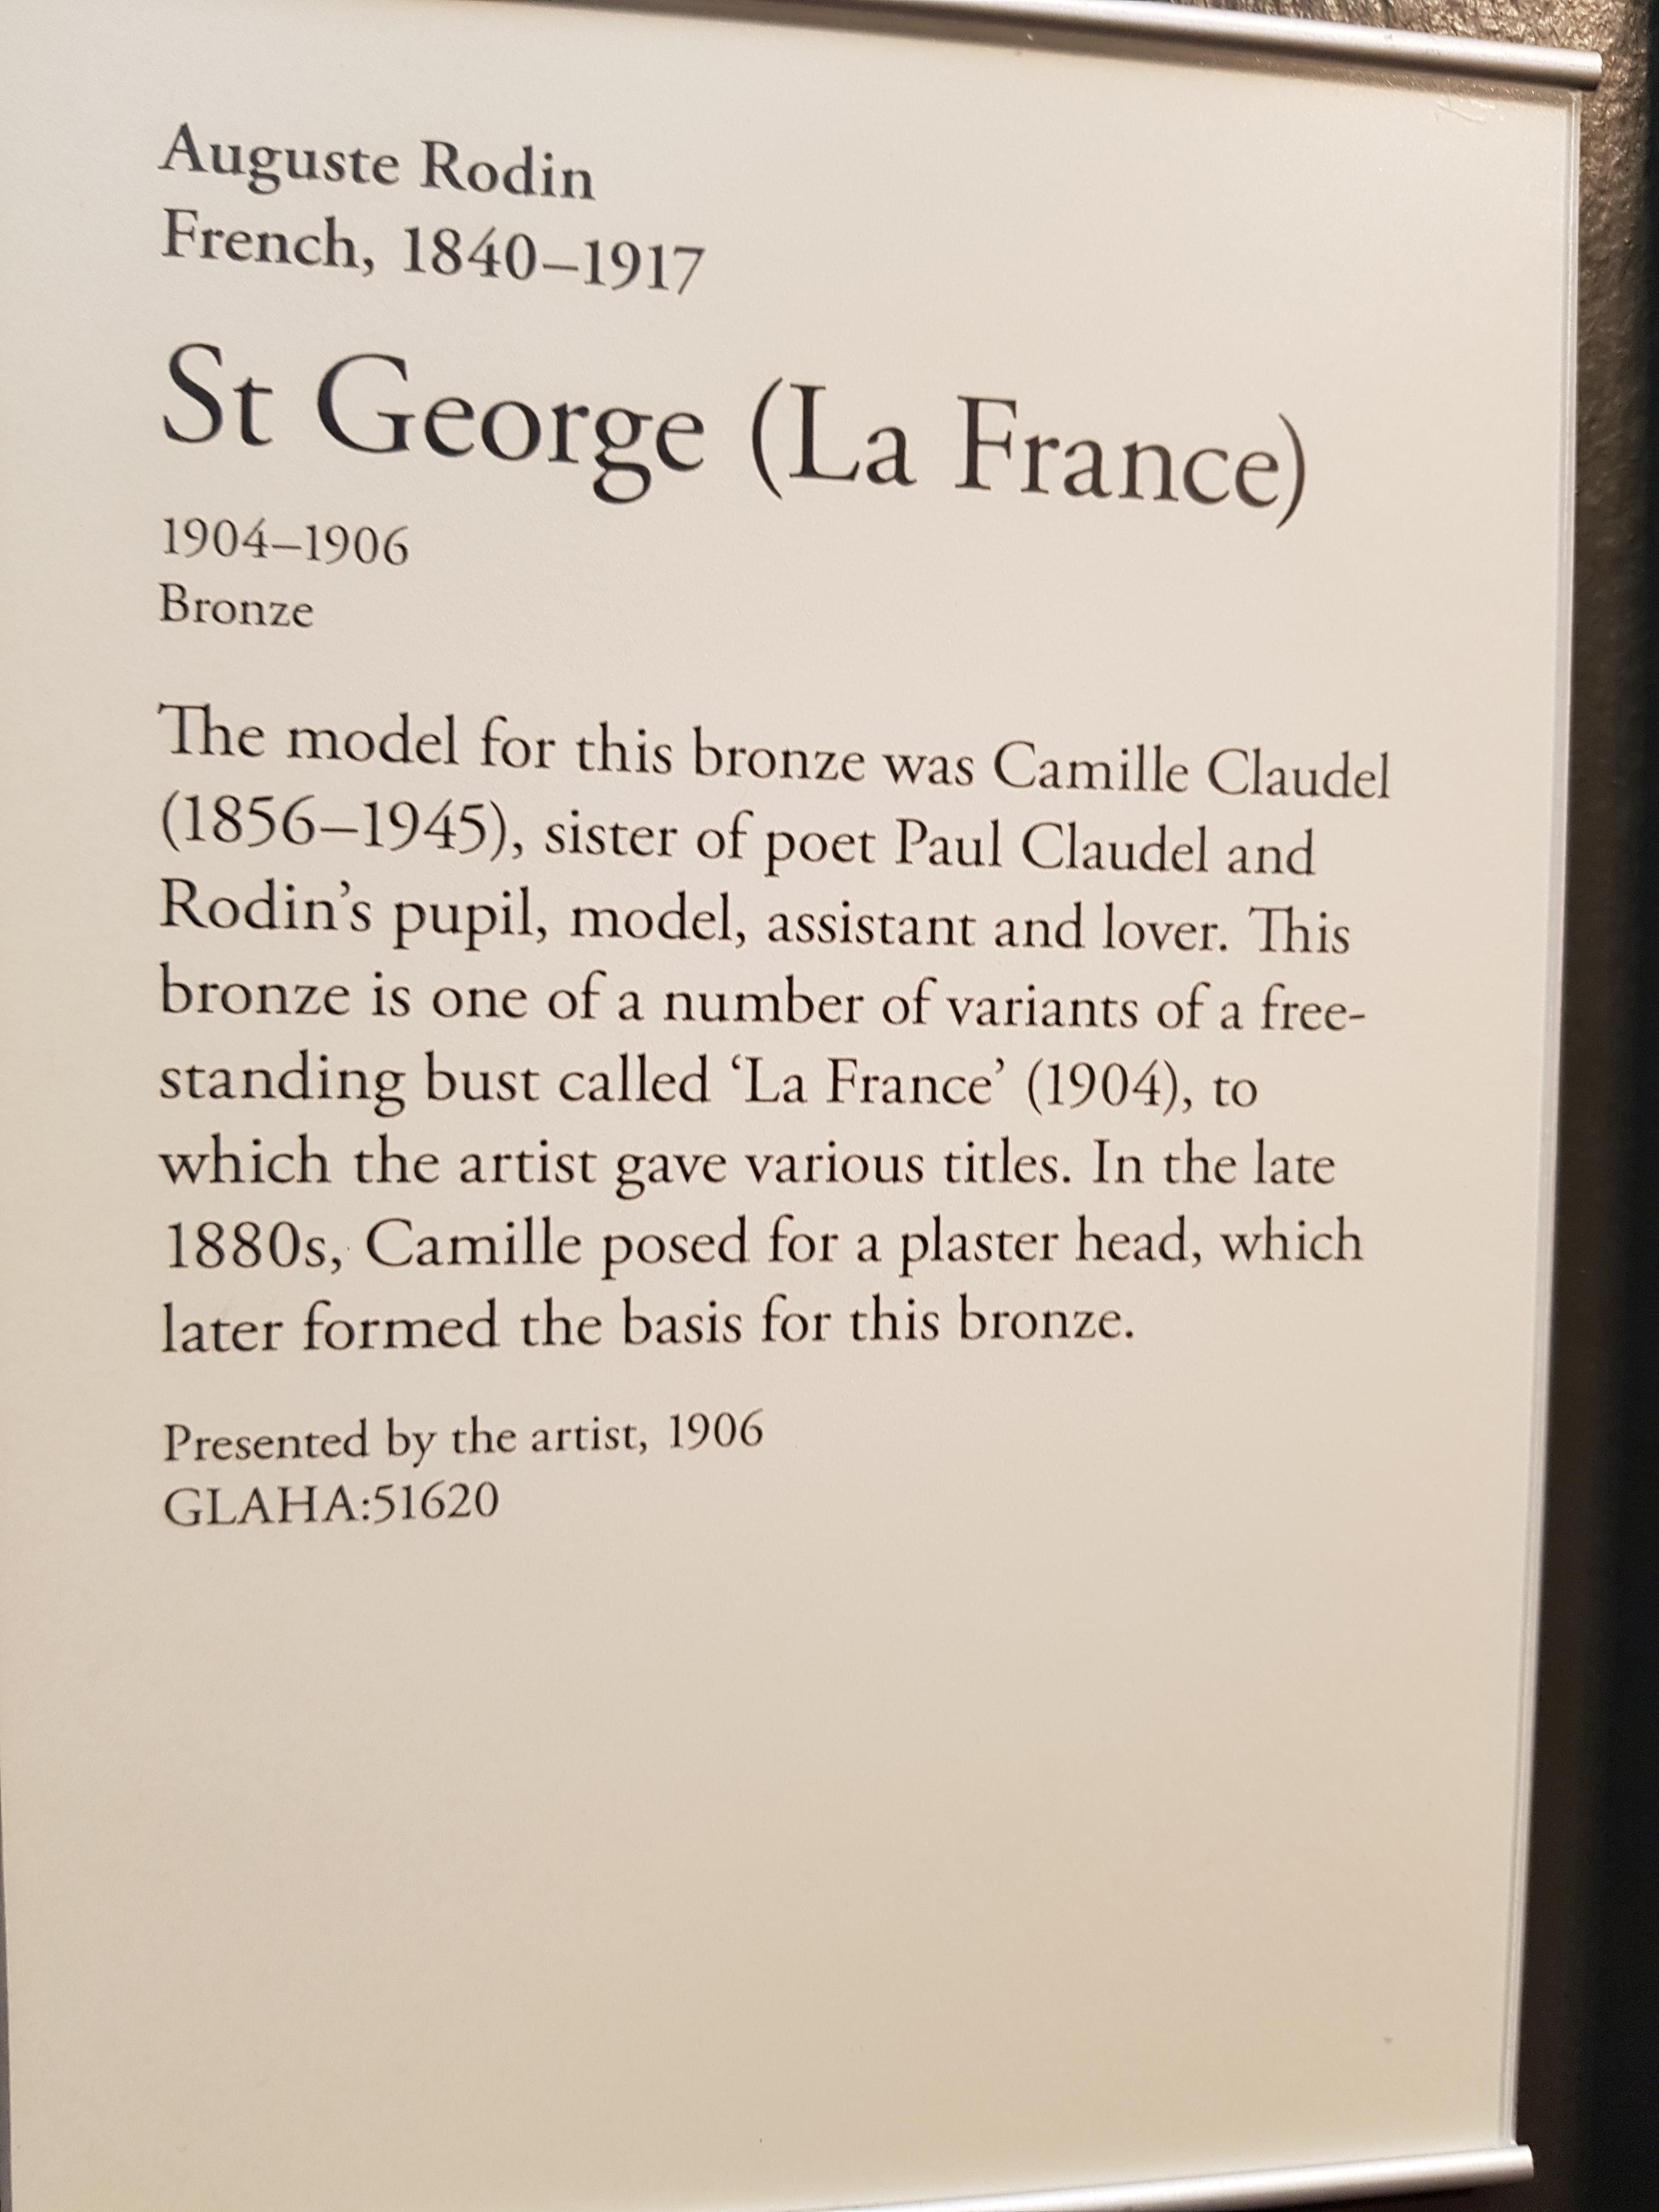 Auguste Rodin
French, 1840–1917
St George (La France)
1904–1906
Bronze
The model for this bronze was Camille Claudel
(1856–1945), sister of poet Paul Claudel and
Rodin’s pupil, model, assistant and lover. This
bronze is one of a number of variants of a free-
standing bust called ‘La France’ (1904), to
which the artist gave various titles. In the late
1880s, Camille posed for a plaster head, which
later formed the basis for this bronze.
Presented by the artist, 1906
GLAHA:51620